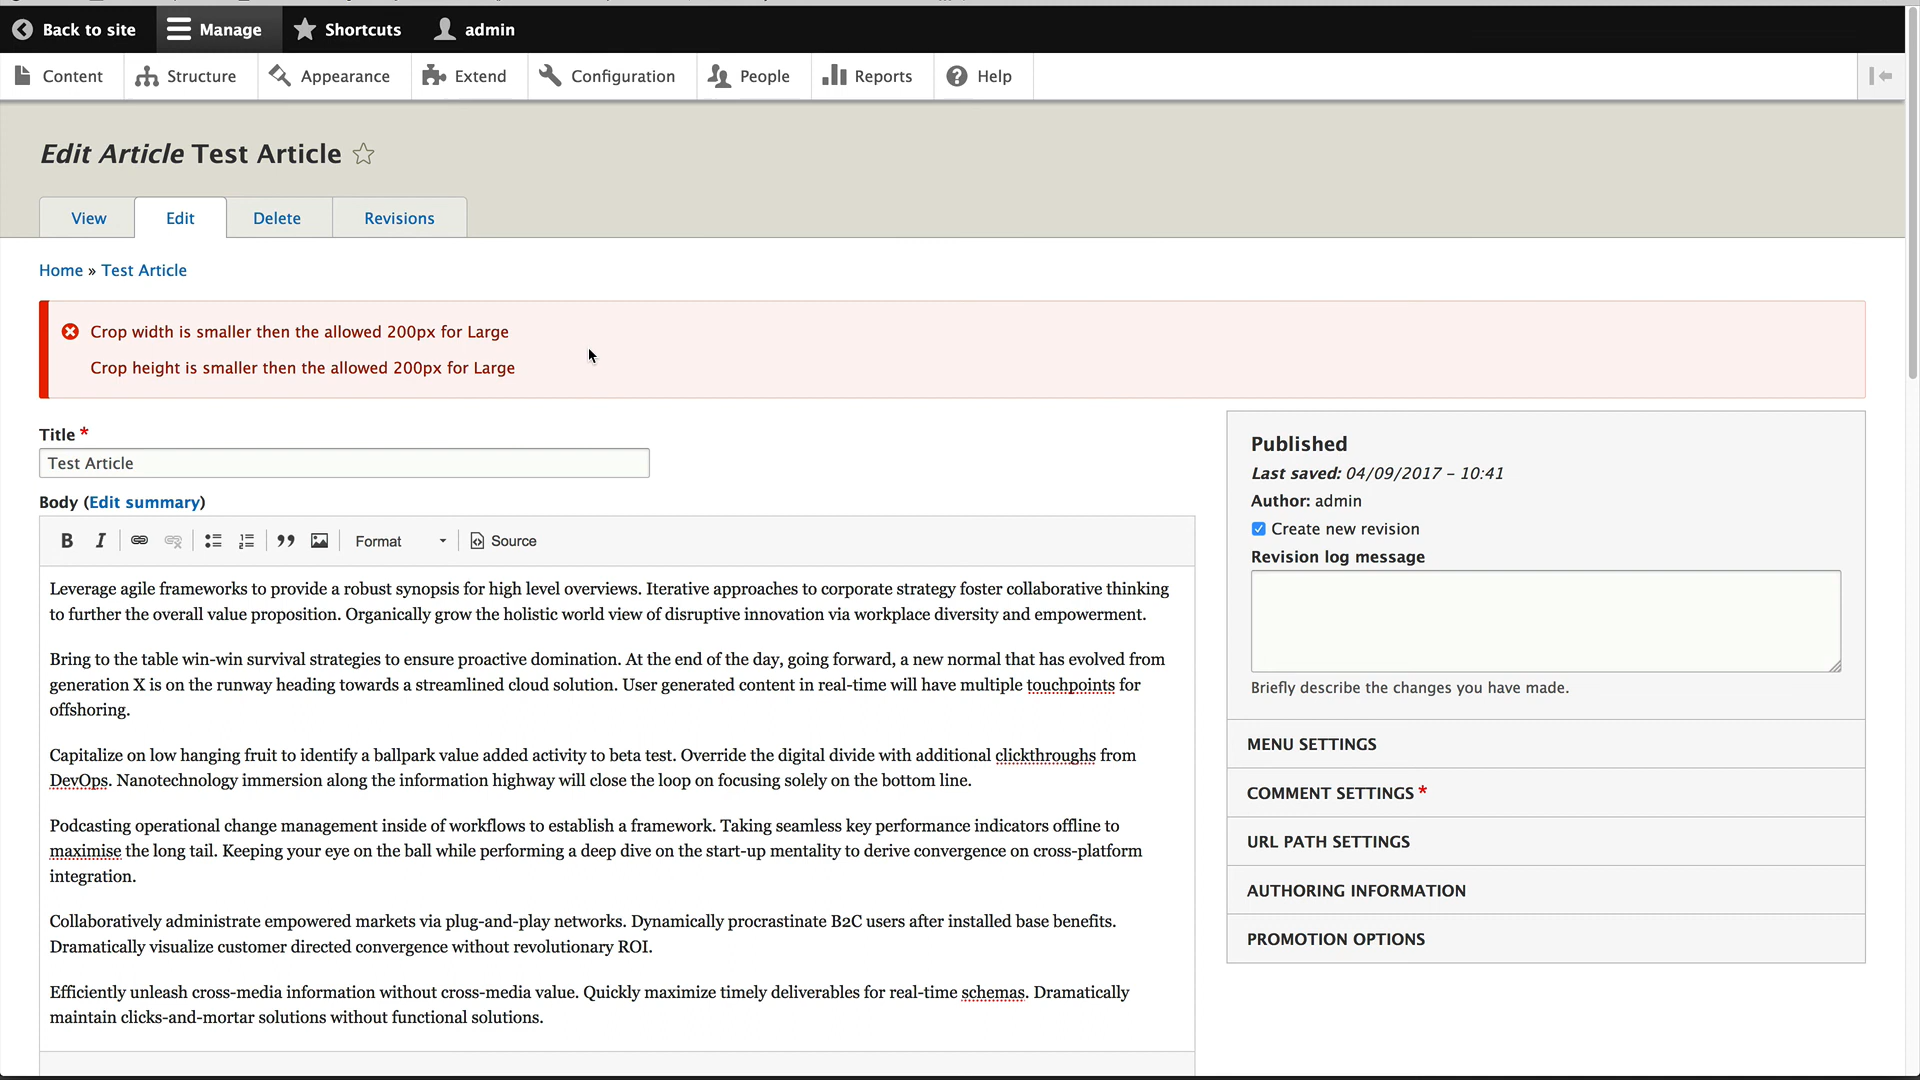 Back to site
Manage
Shortcuts
admin
Content
Structure
Appearance
Extend
Configuration
People
Reports
Help
Edit Article Test Article
View
Edit
Delete
Revisions
Home » Test Article
Crop width is smaller then the allowed 200px for Large
Crop height is smaller then the allowed 200px for Large
Title *
Test Article
Body (Edit summary)
B I Format Source
Leverage agile frameworks to provide a robust synopsis for high level overviews. Iterative approaches to corporate strategy foster collaborative thinking
to further the overall value proposition. Organically grow the holistic world view of disruptive innovation via workplace diversity and empowerment.
Bring to the table win-win survival strategies to ensure proactive domination. At the end of the day, going forward, a new normal that has evolved from
generation X is on the runway heading towards a streamlined cloud solution. User generated content in real-time will have multiple touchpoints for
offshoring.
Capitalize on low hanging fruit to identify a ballpark value added activity to beta test. Override the digital divide with additional clickthroughs from
DevOps. Nanotechnology immersion along the information highway will close the loop on focusing solely on the bottom line.
Podcasting operational change management inside of workflows to establish a framework. Taking seamless key performance indicators offline to
maximise the long tail. Keeping your eye on the ball while performing a deep dive on the start-up mentality to derive convergence on cross-platform
integration.
Collaboratively administrate empowered markets via plug-and-play networks. Dynamically procrastinate B2C users after installed base benefits.
Dramatically visualize customer directed convergence without revolutionary ROI.
Efficiently unleash cross-media information without cross-media value. Quickly maximize timely deliverables for real-time schemas. Dramatically
maintain clicks-and-mortar solutions without functional solutions.
Published
Last saved: 04/09/2017 – 10:41
Author: admin
Create new revision
Revision log message
Briefly describe the changes you have made.
MENU SETTINGS
COMMENT SETTINGS *
URL PATH SETTINGS
AUTHORING INFORMATION
PROMOTION OPTIONS